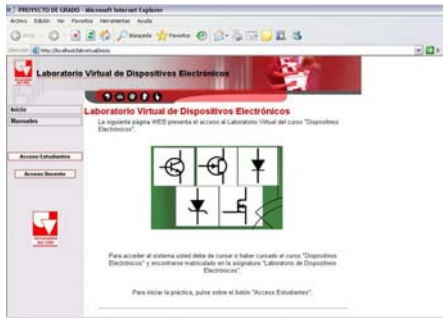 PROYECTO DE GRADO - Microsoft Internet Explorer
Archivo Edición Ver Favoritos Herramientas Ayuda
Búsqueda Favoritos
Laboratorio Virtual de Dispositivos Electrónicos
Inicio
Manuales
Acceso Estudiantes
Acceso Docente
Laboratorio Virtual de Dispositivos Electrónicos
La siguiente página WEB presenta el acceso al Laboratorio Virtual del curso "Dispositivos
Electrónicos".
Para acceder al sistema usted debe de cursar o haber cursado el curso "Dispositivos
Electrónicos" y encontrarse matriculado en la asignatura "Laboratorio de Dispositivos
Electrónicos".
Para iniciar la práctica, pulse sobre el botón "Acceso Estudiantes".